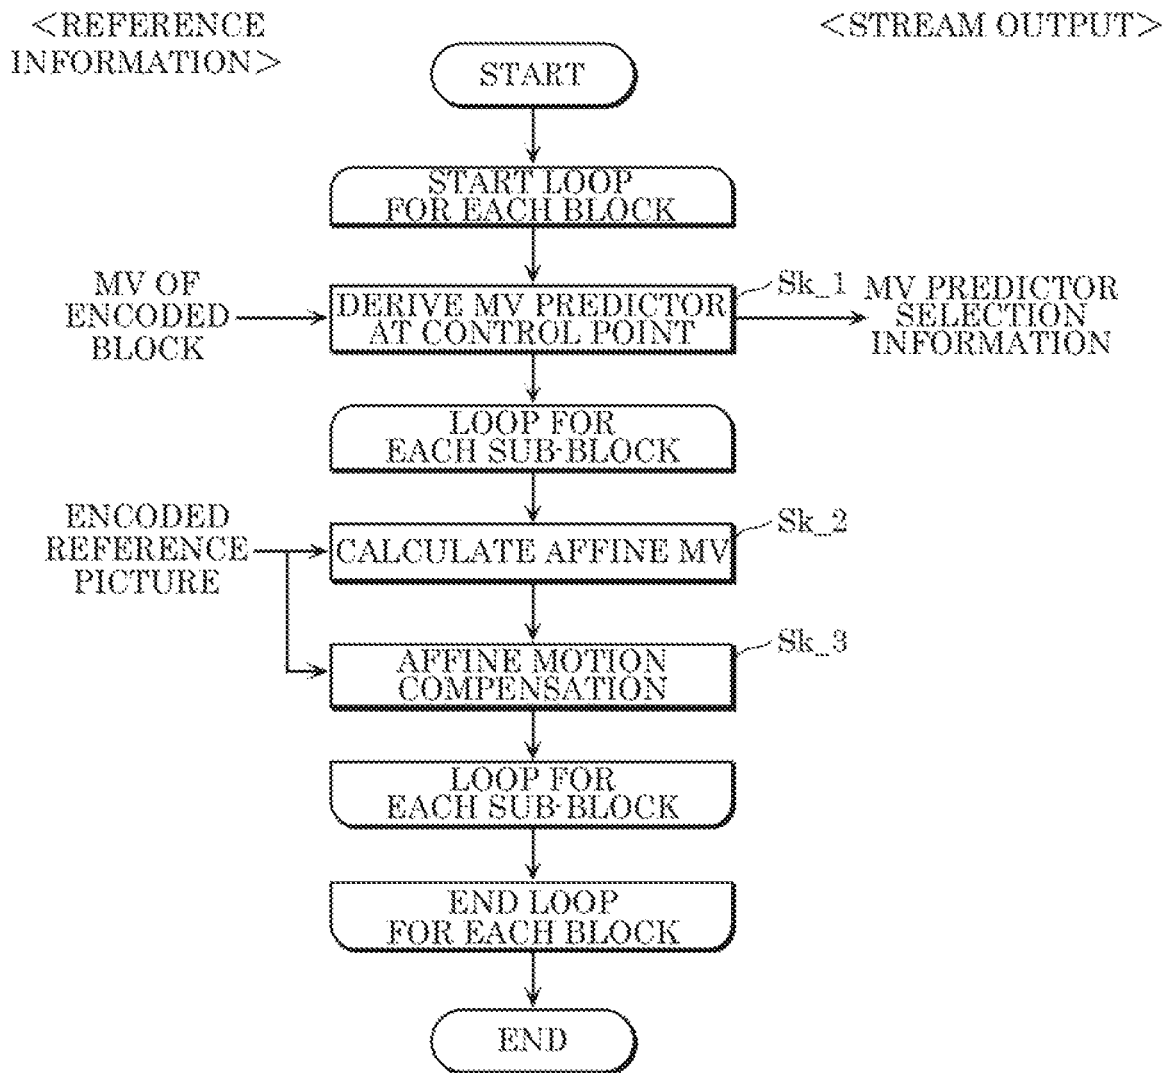 <REFERENCE
INFORMATION>
<STREAM OUTPUT>
START
START LOOP
FOR EACH BLOCK
MV OF
ENCODED
BLOCK
DERIVE MV PREDICTOR
AT CONTROL POINT
Sk_1
MV PREDICTOR
SELECTION
INFORMATION
LOOP FOR
EACH SUB-BLOCK
ENCODED
REFERENCE
PICTURE
CALCULATE AFFINE MV
Sk_2
AFFINE MOTION
COMPENSATION
Sk_3
LOOP FOR
EACH SUB-BLOCK
END LOOP
FOR EACH BLOCK
END